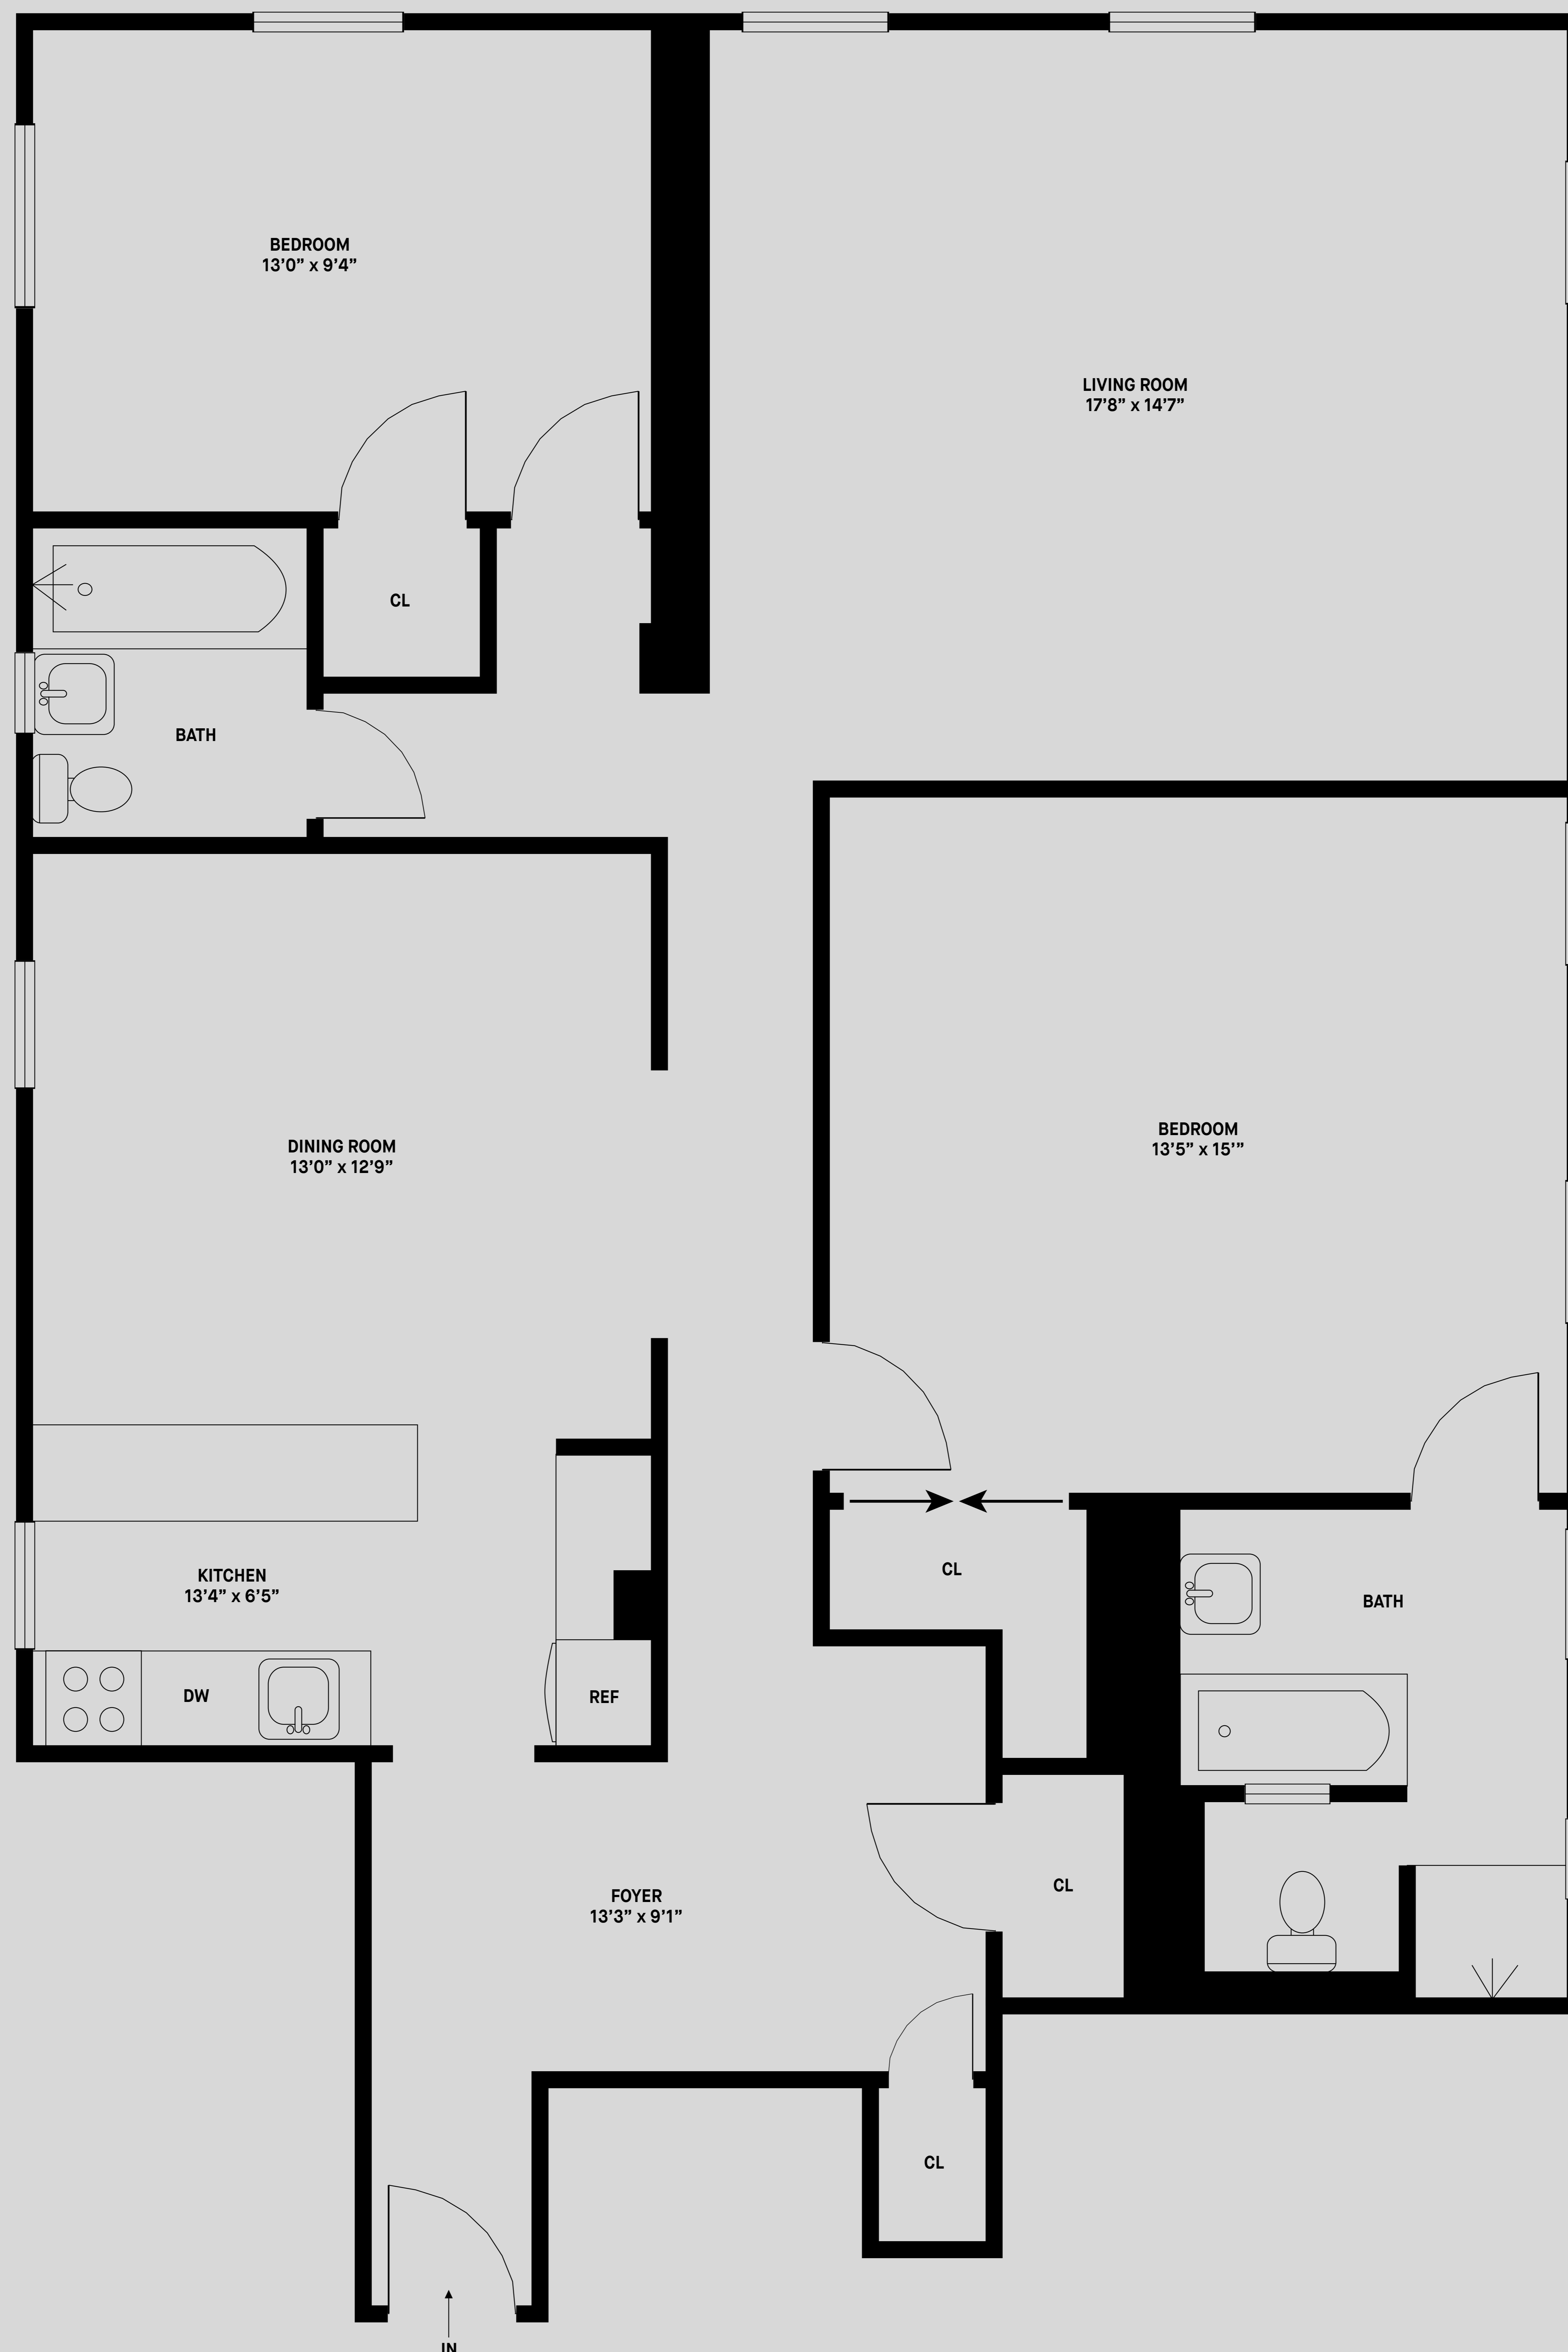 BEDROOM
13’0” x 9’4”
LIVING ROOM
17’8” x 14’7”
CL
BATH
BEDROOM
13’5” x 15’”
DINING ROOM
13’0” x 12’9”
CL
KITCHEN
13’4” x 6’5”
BATH
DW
REF
CL
FOYER
13’3” x 9’1”
CL
IN